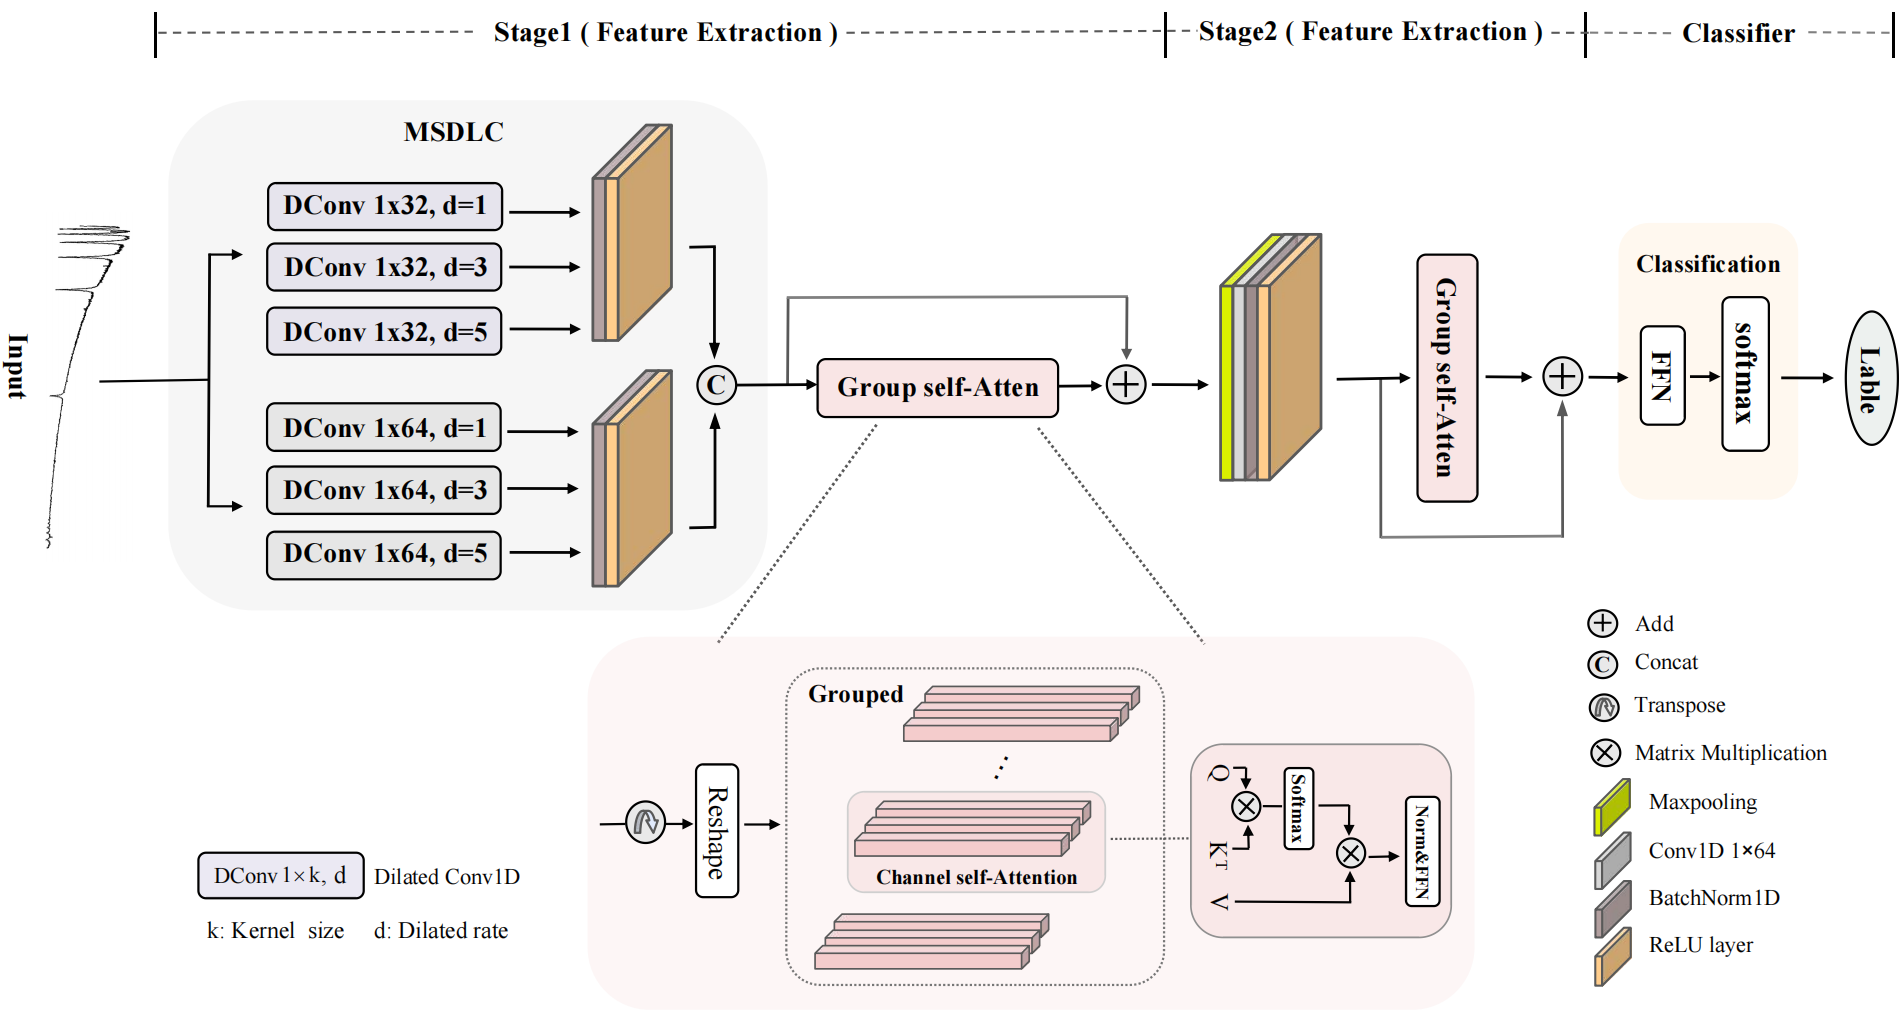 Stage1 ( Feature Extraction )
Stage2 ( Feature Extraction )
Classifier
Input
MSDLC
DConv 1x32, d=1
DConv 1x32, d=3
DConv 1x32, d=5
DConv 1x64, d=1
DConv 1x64, d=3
DConv 1x64, d=5
C
Group self-Atten
Group self-Atten
Classification
FFN
softmax
Lable
Reshape
Grouped
...
Channel self-Attention
Q
K^T
V
Softmax
Norm&FFN
DConv 1×k, d
Dilated Conv1D
k: Kernel size
d: Dilated rate
Add
C
Concat
Transpose
Matrix Multiplication
Maxpooling
Conv1D 1×64
BatchNorm1D
ReLU layer